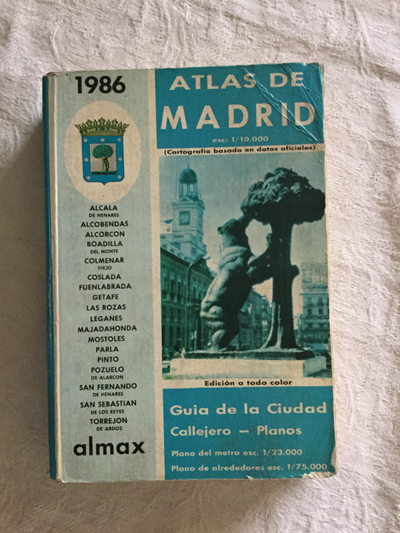 1986
ATLAS DE
MADRID
esc: 1/10.000
(Cartografía basada en datos oficiales)
ALCALA
DE HENARES
ALCOBENDAS
ALCORCON
BOADILLA
DEL MONTE
COLMENAR
VIEJO
COSLADA
FUENLABRADA
GETAFE
LAS ROZAS
LEGANES
MAJADAHONDA
MOSTOLES
PARLA
PINTO
POZUELO
DE ALARCON
SAN FERNANDO
DE HENARES
SAN SEBASTIAN
DE LOS REYES
TORREJON
DE ARDOZ
almax
Edición a todo color
Guia de la Ciudad
Callejero – Planos
Plano del metro esc. 1/23.000
Plano de alrededores esc. 1/75.000